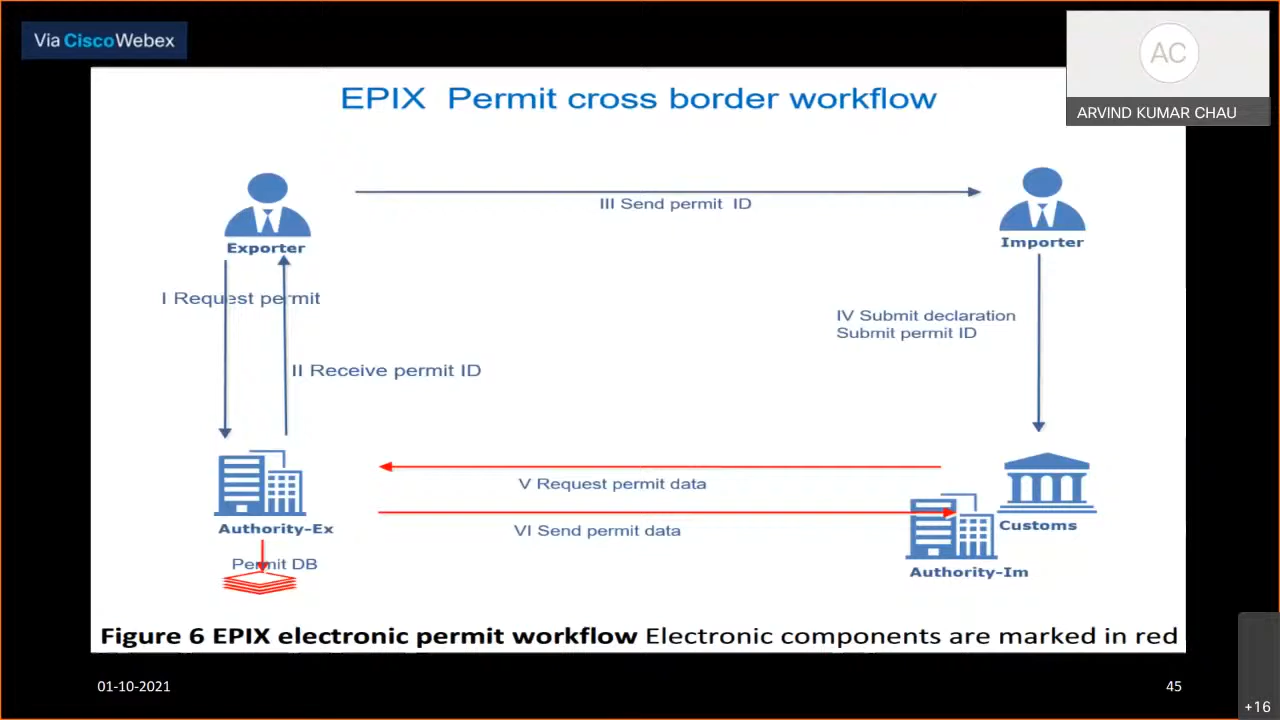 Via CiscoWebex
AC
ARVIND KUMAR CHAU
EPIX Permit cross border workflow
III Send permit ID
Exporter
Importer
I Request permit
IV Submit declaration
Submit permit ID
II Receive permit ID
V Request permit data
VI Send permit data
Authority-Ex
Customs
Permit DB
Authority-Im
Figure 6 EPIX electronic permit workflow Electronic components are marked in red
01-10-2021
45
+16